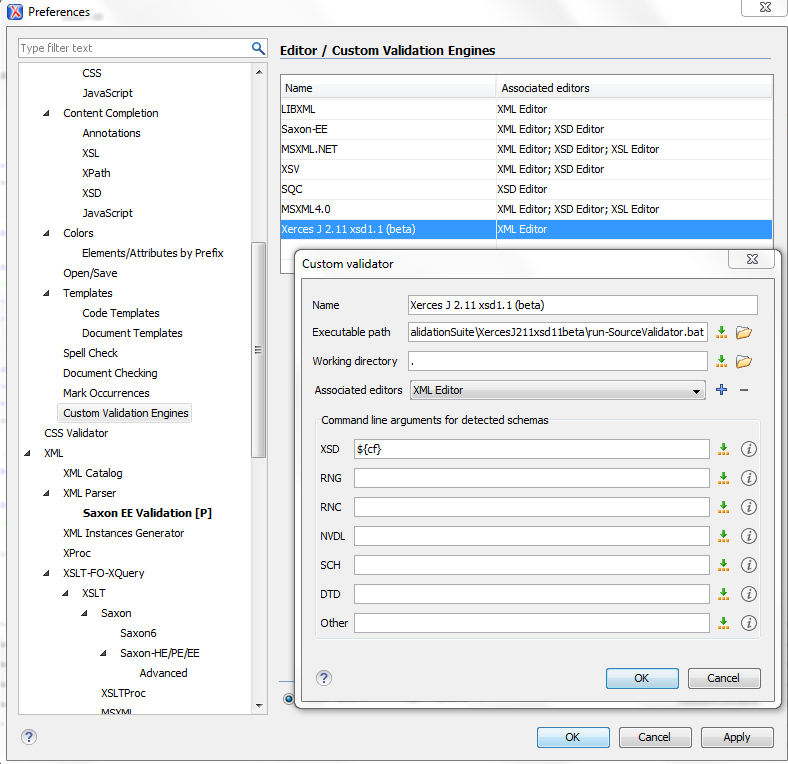 Preferences
Type filter text
CSS
JavaScript
Content Completion
Annotations
XSL
XPath
XSD
JavaScript
Colors
Elements/Attributes by Prefix
Open/Save
Templates
Code Templates
Document Templates
Spell Check
Document Checking
Mark Occurrences
Custom Validation Engines
CSS Validator
XML
XML Catalog
XML Parser
Saxon EE Validation [P]
XML Instances Generator
XProc
XSLT-FO-XQuery
XSLT
Saxon
Saxon6
Saxon-HE/PE/EE
Advanced
XSLTProc
MSXML
Editor / Custom Validation Engines
Name Associated editors
LIBXML XML Editor
Saxon-EE XML Editor; XSD Editor
MSXML.NET XML Editor; XSD Editor; XSL Editor
XSV XML Editor; XSD Editor
SQC XSD Editor
MSXML4.0 XML Editor; XSD Editor; XSL Editor
Xerces J 2.11 xsd1.1 (beta) XML Editor
Custom validator
Name Xerces J 2.11 xsd1.1 (beta)
Executable path alidationSuite\XercesJ211xsd11beta\run-SourceValidator.bat
Working directory .
Associated editors XML Editor
Command line arguments for detected schemas
XSD ${cf}
RNG
RNC
NVDL
SCH
DTD
Other
OK Cancel
OK Cancel Apply